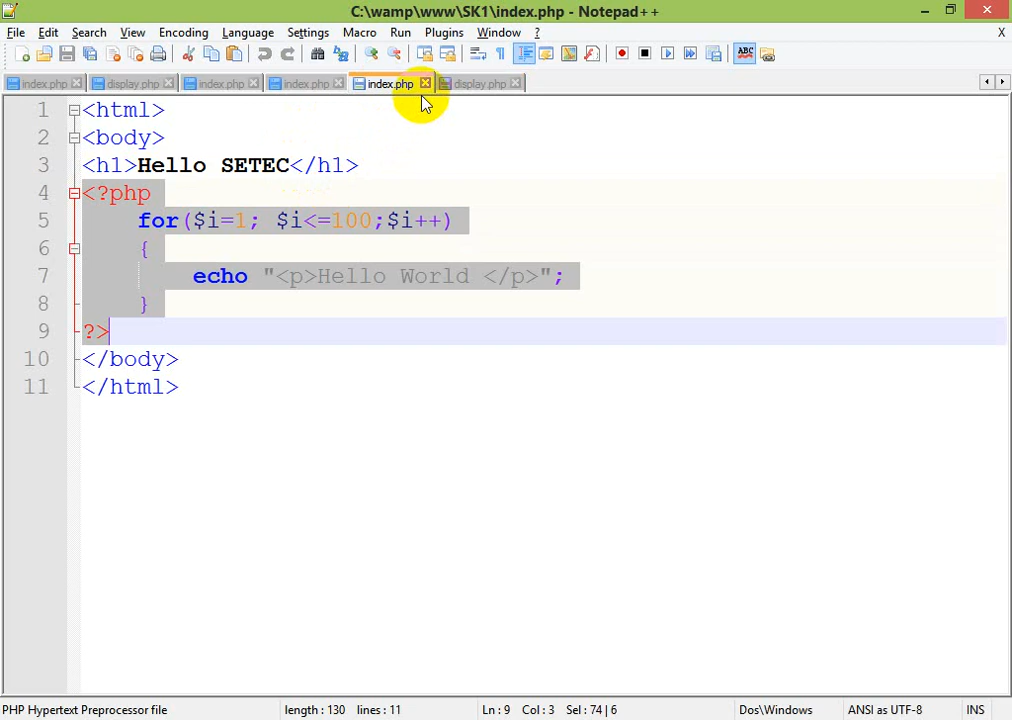 C:\wamp\www\SK1\index.php - Notepad++
File Edit Search View Encoding Language Settings Macro Run Plugins Window ? X
ABC
index.php display.php index.php index.php index.php display.php
1 <html>
2 <body>
3 <h1>Hello SETEC</h1>
4 <?php
5 for($i=1; $i<=100;$i++)
6 {
7 echo "<p>Hello World </p>";
8 }
9 ?>
10 </body>
11 </html>
PHP Hypertext Preprocessor file length : 130 lines : 11 Ln : 9 Col : 3 Sel : 74 | 6 Dos\Windows ANSI as UTF-8 INS